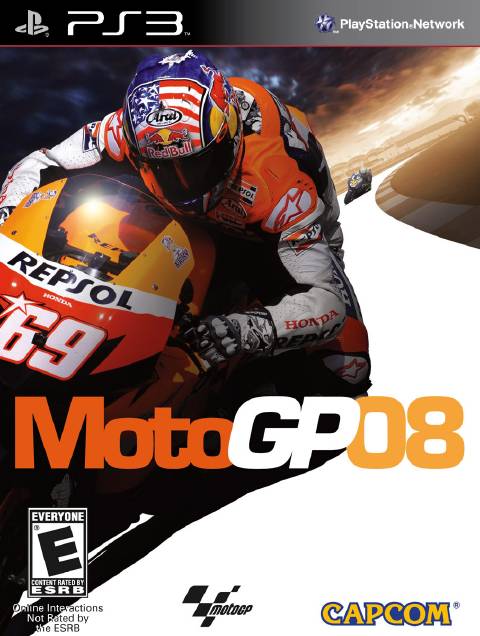 PS3
PlayStation®Network
Arai
Red Bull
REPSOL
HONDA
69
HONDA
REPSOL
MotoGP08
EVERYONE
E
CONTENT RATED BY
ESRB
Online Interactions
Not Rated by
the ESRB
motoGP
CAPCOM